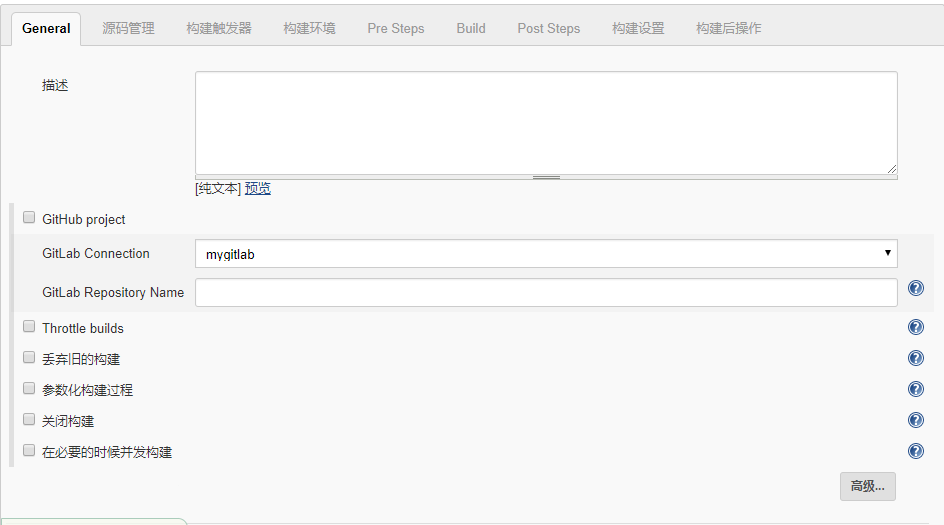 General 源码管理 构建触发器 构建环境 Pre Steps Build Post Steps 构建设置 构建后操作
描述
[纯文本] 预览
GitHub project
GitLab Connection mygitlab
GitLab Repository Name
Throttle builds
丢弃旧的构建
参数化构建过程
关闭构建
在必要的时候并发构建
高级...